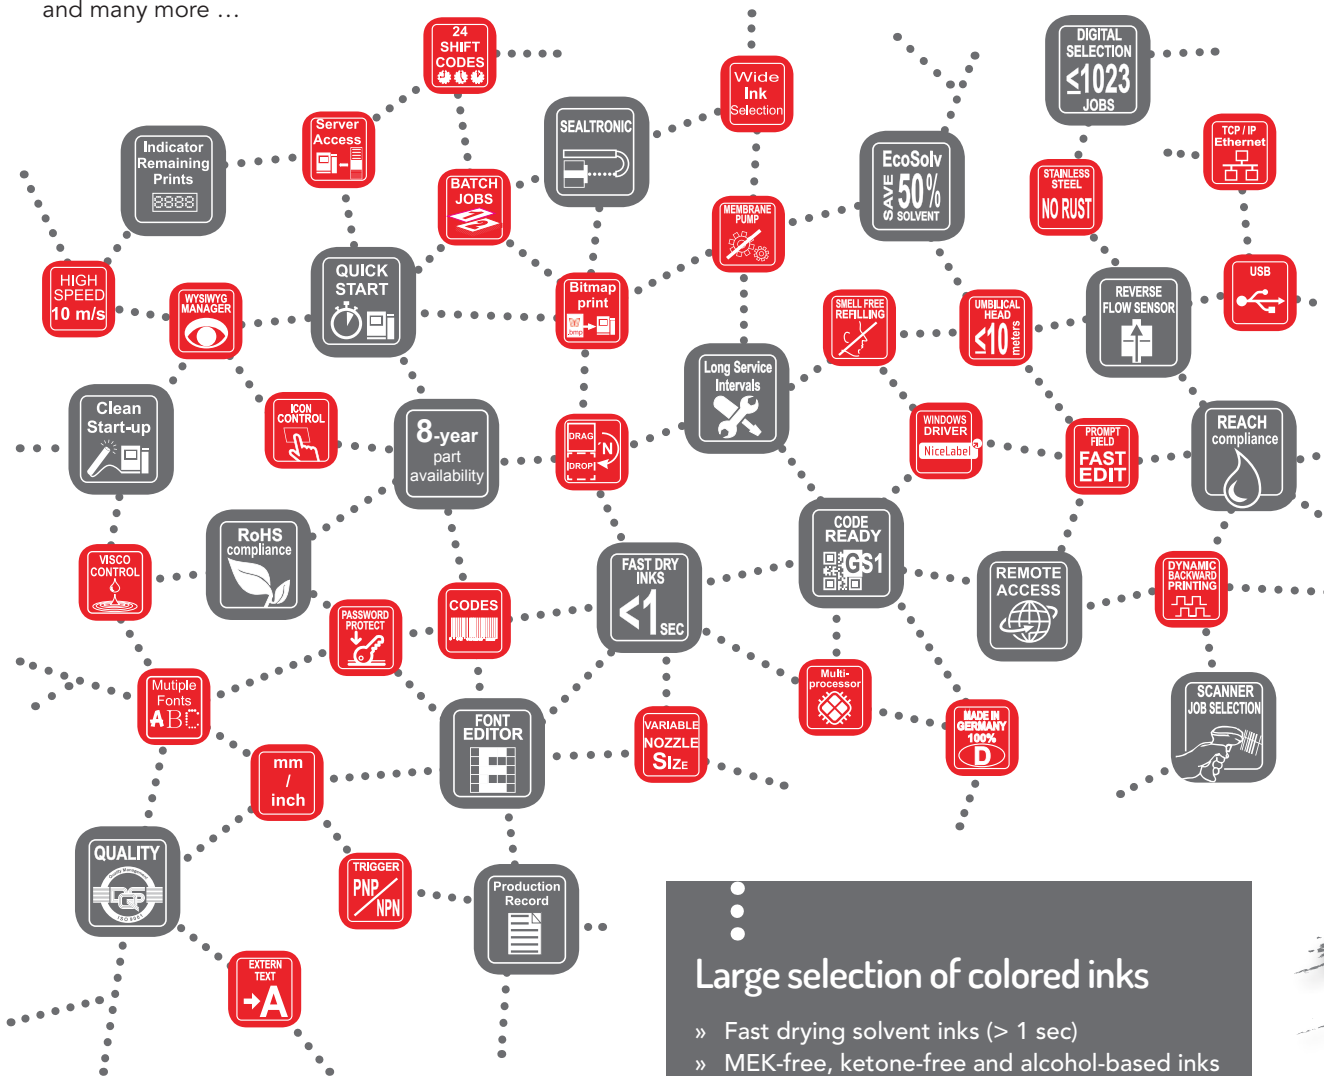 and many more …
24
SHIFT
CODES
DIGITAL
SELECTION
≤1023
JOBS
Wide
Ink
Selection
Server
Access
SEALTRONIC
Indicator
Remaining
Prints
8888
TCP / IP
Ethernet
EcoSolv
SAVE
50%
SOLVENT
STAINLESS
STEEL
NO RUST
BATCH
JOBS
MEMBRANE
PUMP
HIGH
SPEED
10 m/s
WYSIWYG
MANAGER
QUICK
START
Bitmap
print
.bmp
SMELL FREE
REFILLING
UMBILICAL
HEAD
≤10
meters
REVERSE
FLOW SENSOR
USB
Long Service
Intervals
Clean
Start-up
ICON
CONTROL
8-year
part
availability
DRAG
'N
DROP
WINDOWS
DRIVER
NiceLabel
PROMPT
FIELD
FAST
EDIT
REACH
compliance
RoHS
compliance
CODE
READY
GS1
VISCO
CONTROL
FAST DRY
INKS
<1
SEC
REMOTE
ACCESS
DYNAMIC
BACKWARD
PRINTING
PASSWORD
PROTECT
CODES
Mutiple
Fonts
ABC
Multi-
processor
SCANNER
JOB SELECTION
FONT
EDITOR
E
VARIABLE
NOZZLE
SIZE
MADE IN
GERMANY
100%
D
mm
/
inch
QUALITY
Quality Management
DQS
ISO 9001
TRIGGER
PNP
NPN
Production
Record
EXTERN
TEXT
→A
Large selection of colored inks
» Fast drying solvent inks (> 1 sec)
» MEK-free, ketone-free and alcohol-based inks